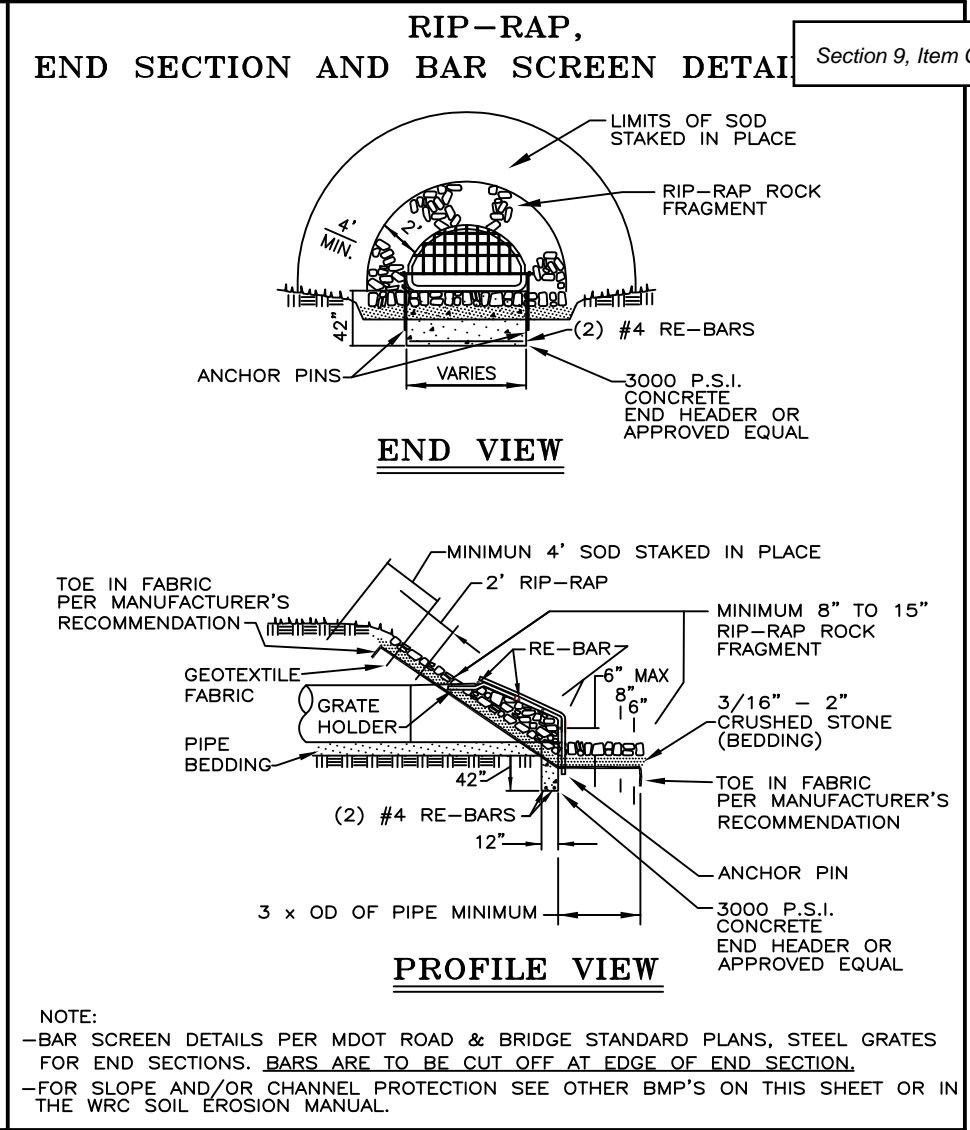 RIP-RAP,
END SECTION AND BAR SCREEN DETAI
Section 9, Item
LIMITS OF SOD
STAKED IN PLACE
RIP-RAP ROCK
FRAGMENT
4'
MIN.
2'
42"
(2) #4 RE-BARS
ANCHOR PINS
VARIES
3000 P.S.I.
CONCRETE
END HEADER OR
APPROVED EQUAL
END VIEW
MINIMUN 4' SOD STAKED IN PLACE
2' RIP-RAP
TOE IN FABRIC
PER MANUFACTURER'S
RECOMMENDATION
MINIMUM 8" TO 15"
RIP-RAP ROCK
FRAGMENT
RE-BAR
6" MAX
8"
6"
GEOTEXTILE
FABRIC
GRATE
HOLDER
3/16" - 2"
CRUSHED STONE
(BEDDING)
PIPE
BEDDING
42"
TOE IN FABRIC
PER MANUFACTURER'S
RECOMMENDATION
(2) #4 RE-BARS
12"
ANCHOR PIN
3 x OD OF PIPE MINIMUM
3000 P.S.I.
CONCRETE
END HEADER OR
APPROVED EQUAL
PROFILE VIEW
NOTE:
-BAR SCREEN DETAILS PER MDOT ROAD & BRIDGE STANDARD PLANS, STEEL GRATES
FOR END SECTIONS. BARS ARE TO BE CUT OFF AT EDGE OF END SECTION.
-FOR SLOPE AND/OR CHANNEL PROTECTION SEE OTHER BMP'S ON THIS SHEET OR IN
THE WRC SOIL EROSION MANUAL.